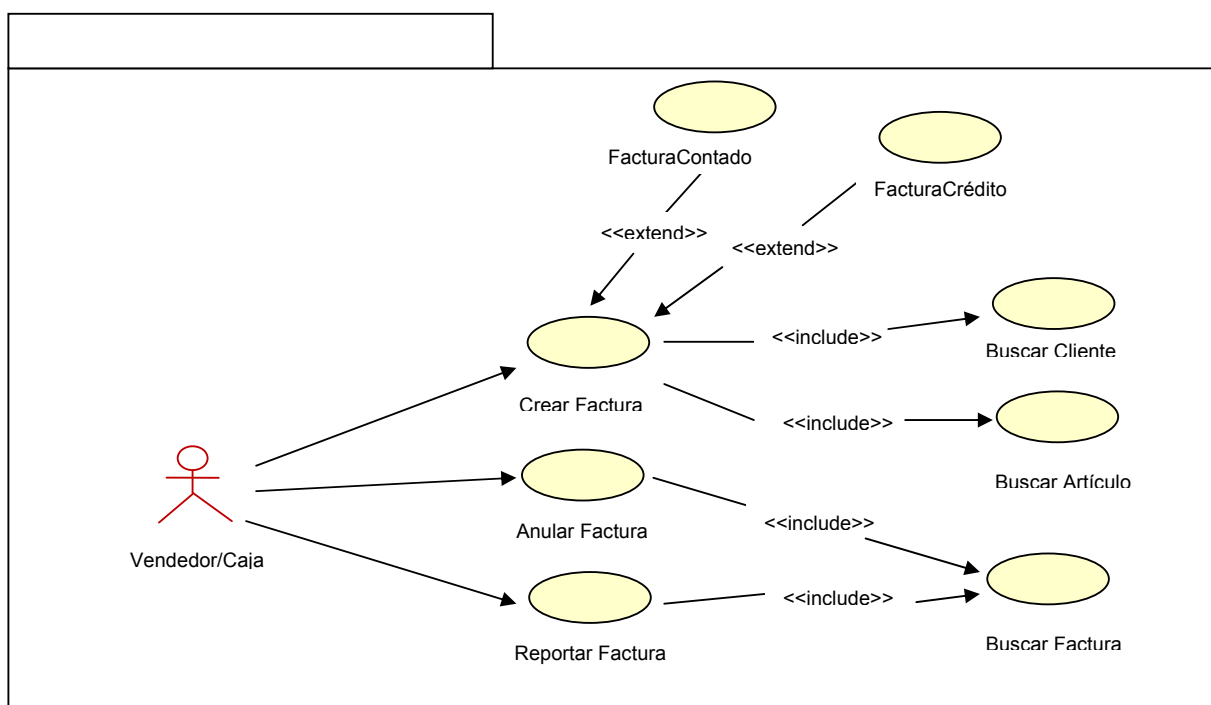 FacturaContado
FacturaCrédito
<<extend>>
<<extend>>
<<include>>
Buscar Cliente
Crear Factura
<<include>>
Buscar Artículo
Anular Factura
<<include>>
Vendedor/Caja
<<include>>
Reportar Factura
Buscar Factura